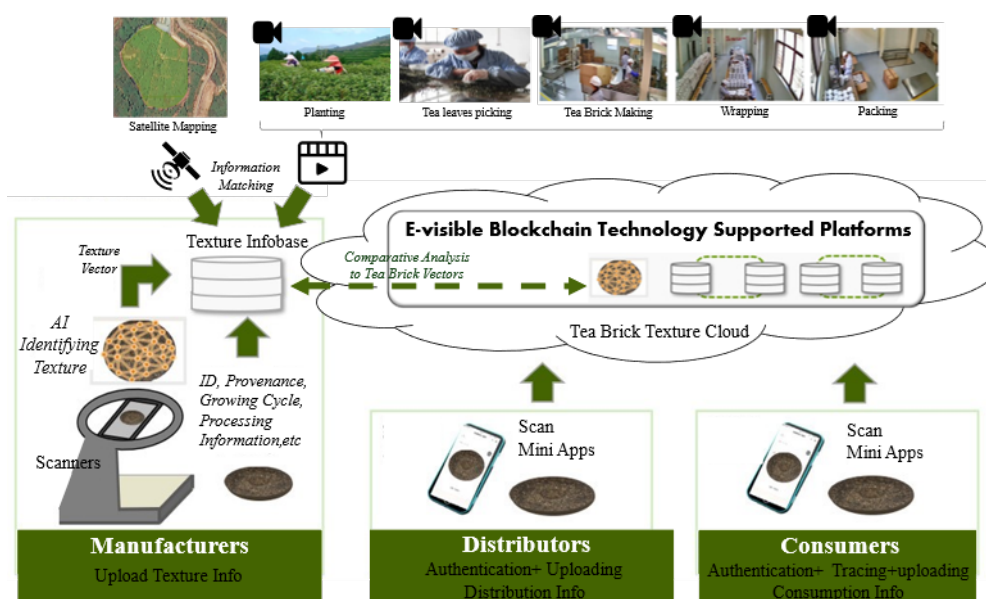 Satellite Mapping
Planting
Tea leaves picking
Tea Brick Making
Wrapping
Packing
Information
Matching
Texture Infobase
Texture
Vector
AI
Identifying
Texture
Scanners
ID, Provenance,
Growing Cycle,
Processing
Information,etc
Manufacturers
Upload Texture Info
E-visible Blockchain Technology Supported Platforms
Comparative Analysis
to Tea Brick Vectors
Tea Brick Texture Cloud
Scan
Mini Apps
Distributors
Authentication+ Uploading
Distribution Info
Scan
Mini Apps
Consumers
Authentication+ Tracing+uploading
Consumption Info